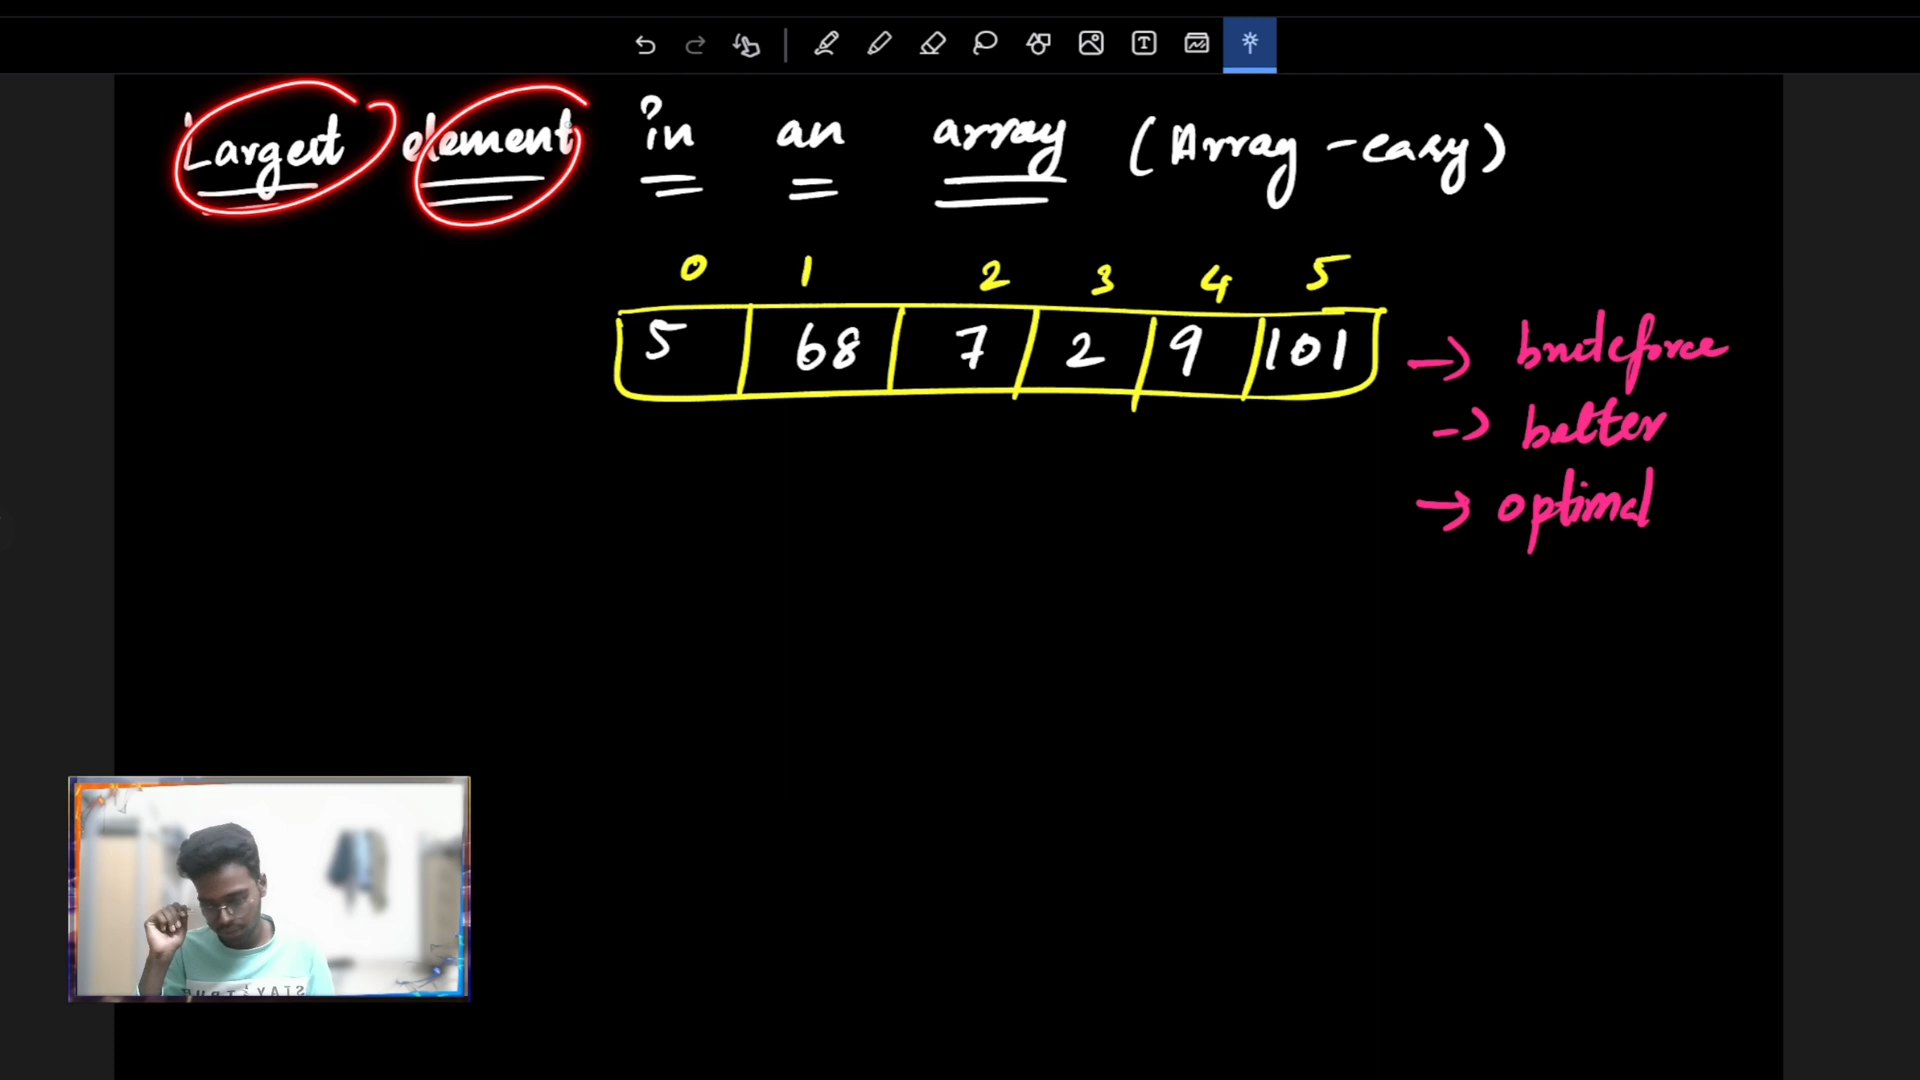 Largest element in an array (Array - easy)
0 1 2 3 4 5
5 68 7 2 9 101
-> bruteforce
-> better
-> optimal